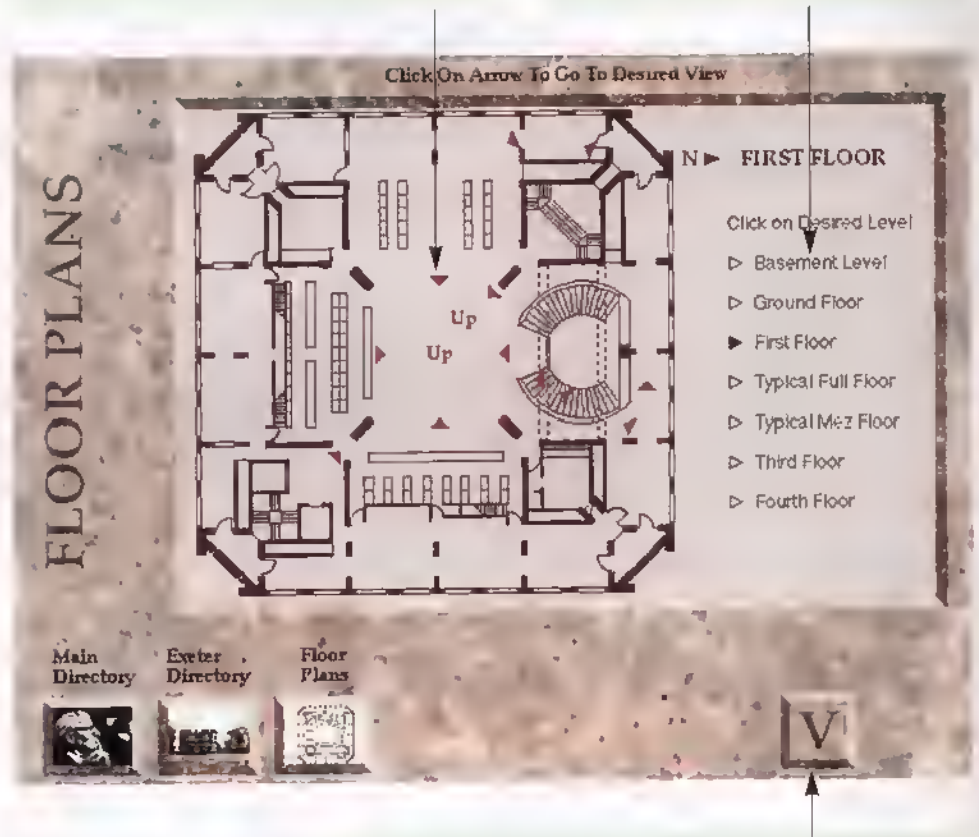 Click On Arrow To Go To Desired View
FLOOR PLANS
N FIRST FLOOR
Click on Desired Level
Basement Level
Ground Floor
First Floor
Typical Full Floor
Typical Mez Floor
Third Floor
Fourth Floor
Up
Up
Main
Directory
Exeter
Directory
Floor
Plans
V